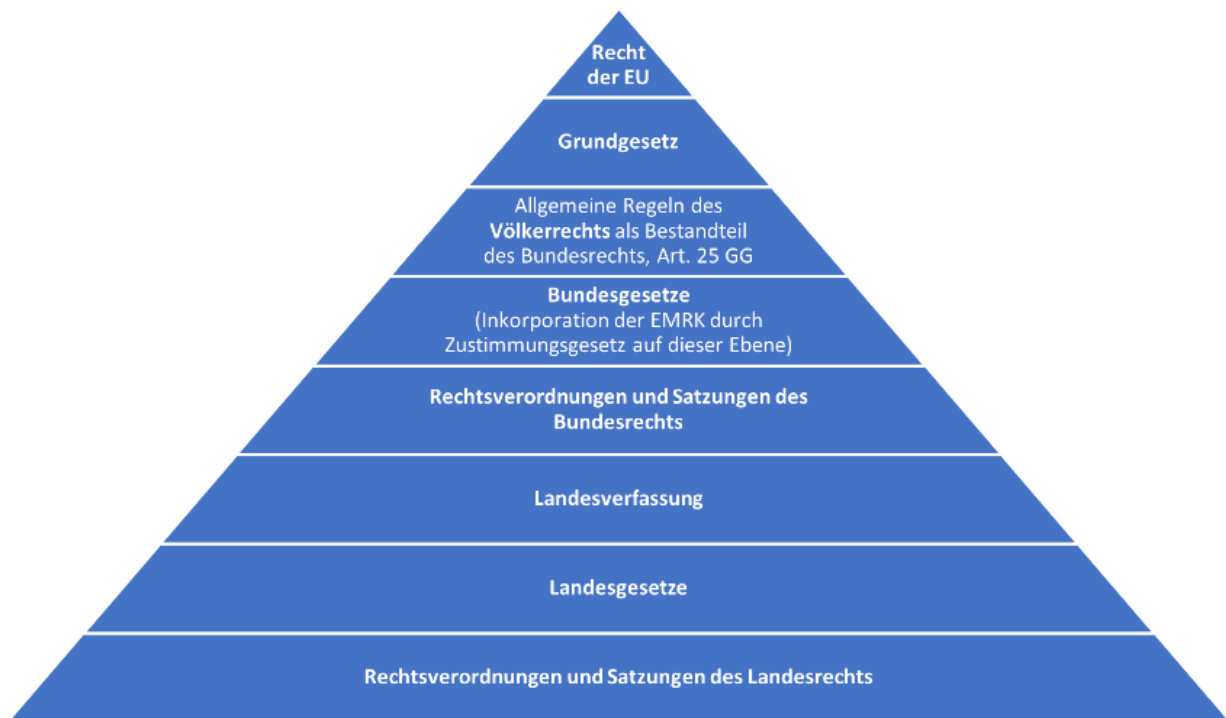 Recht
der EU
Grundgesetz
Allgemeine Regeln des
Völkerrechts als Bestandteil
des Bundesrechts, Art. 25 GG
Bundesgesetze
(Inkorporation der EMRK durch
Zustimmungsgesetz auf dieser Ebene)
Rechtsverordnungen und Satzungen des
Bundesrechts
Landesverfassung
Landesgesetze
Rechtsverordnungen und Satzungen des Landesrechts